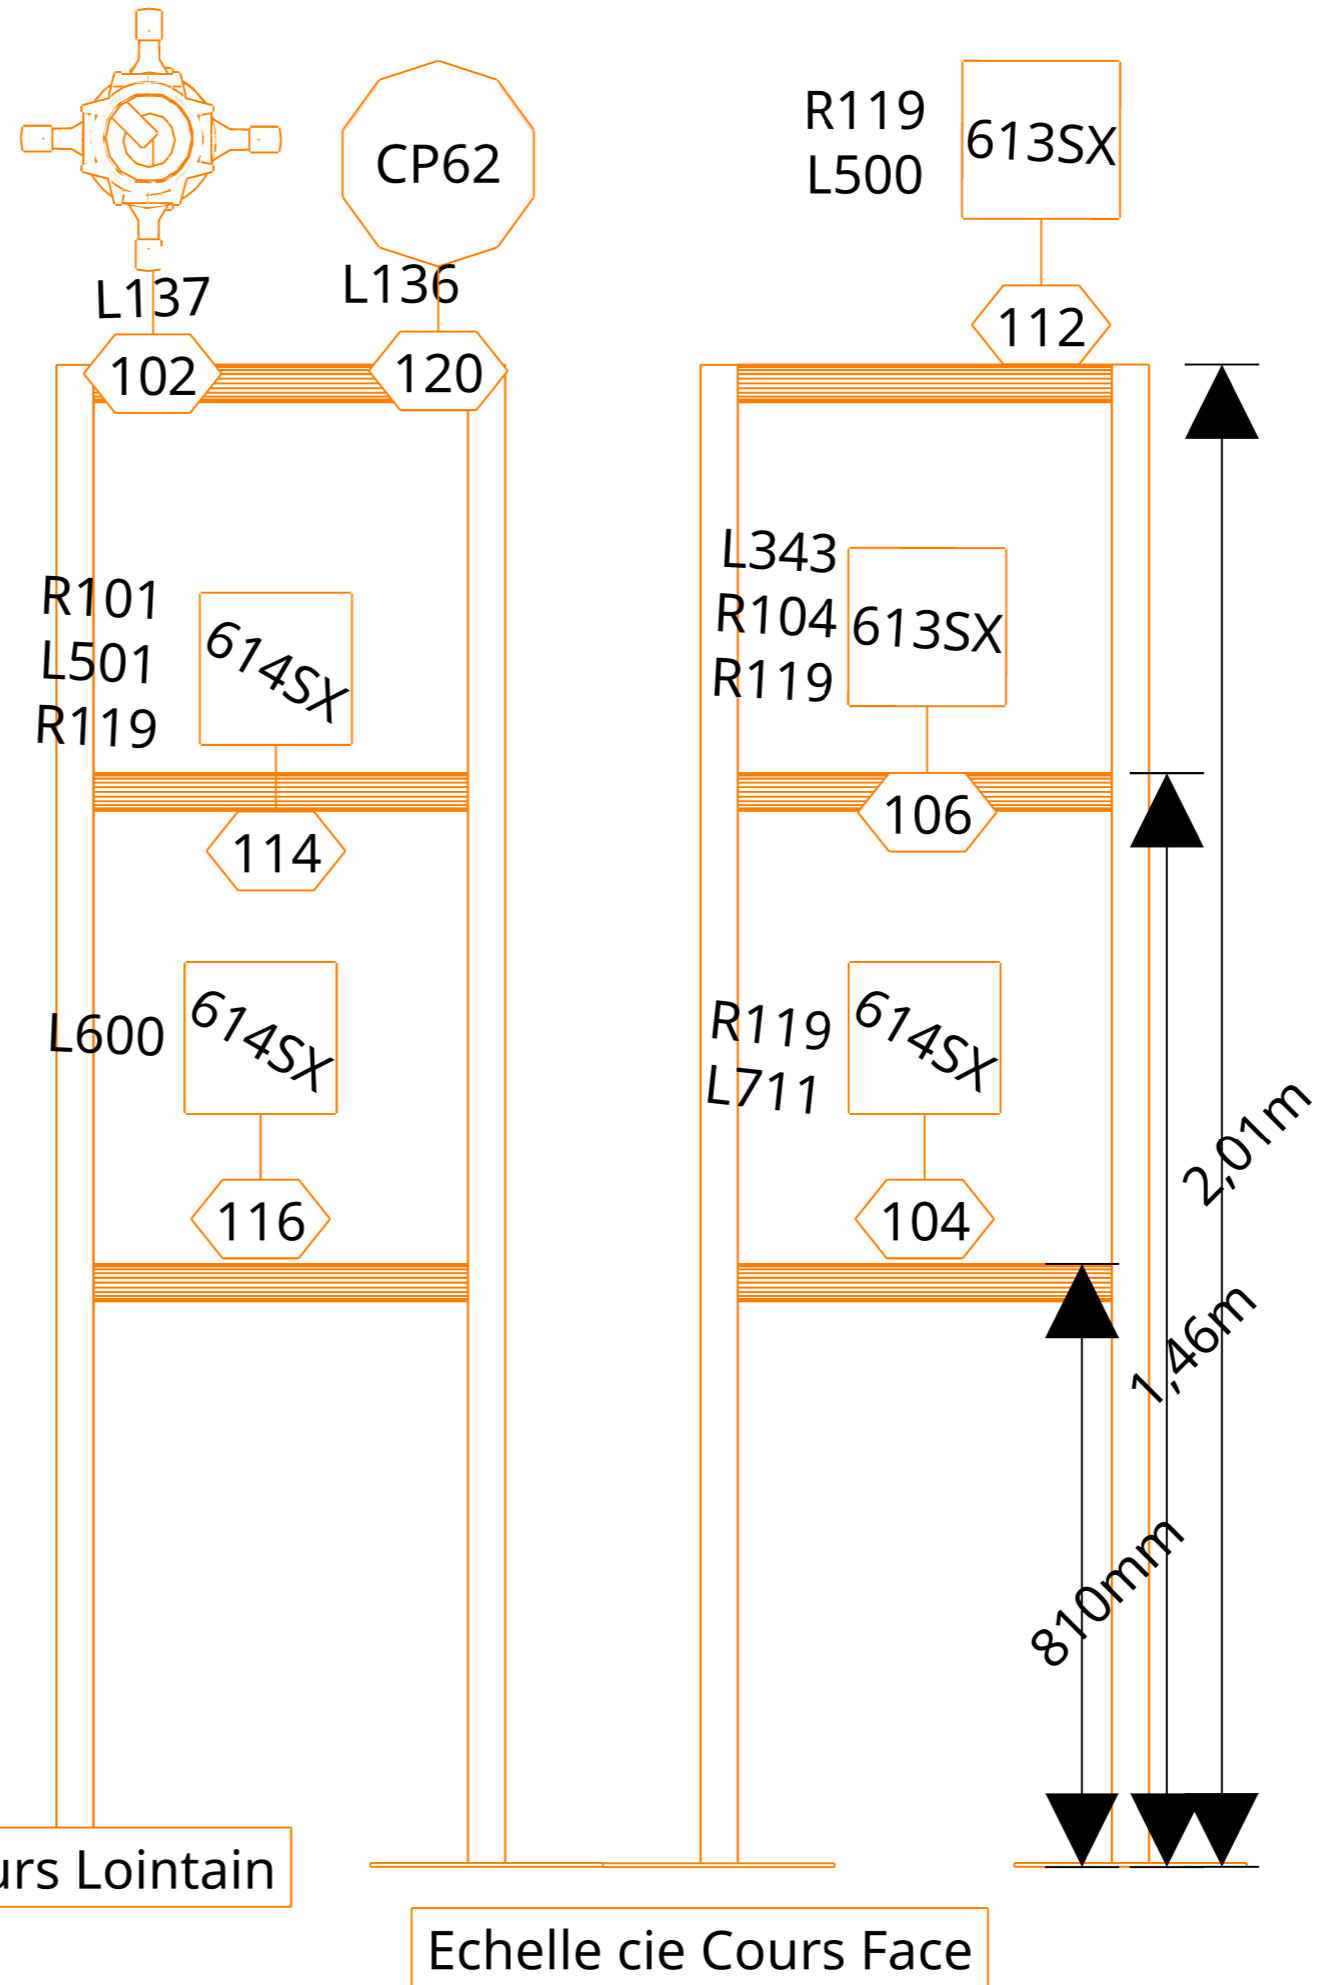 R119
L500
613SX
CP62
L137
L136
112
102
120
L343
R104
R119
613SX
R101
L501
R119
614SX
106
114
L600
614SX
R119
L711
614SX
116
104
2,01m
1,46m
810mm
urs Lointain
Echelle cie Cours Face